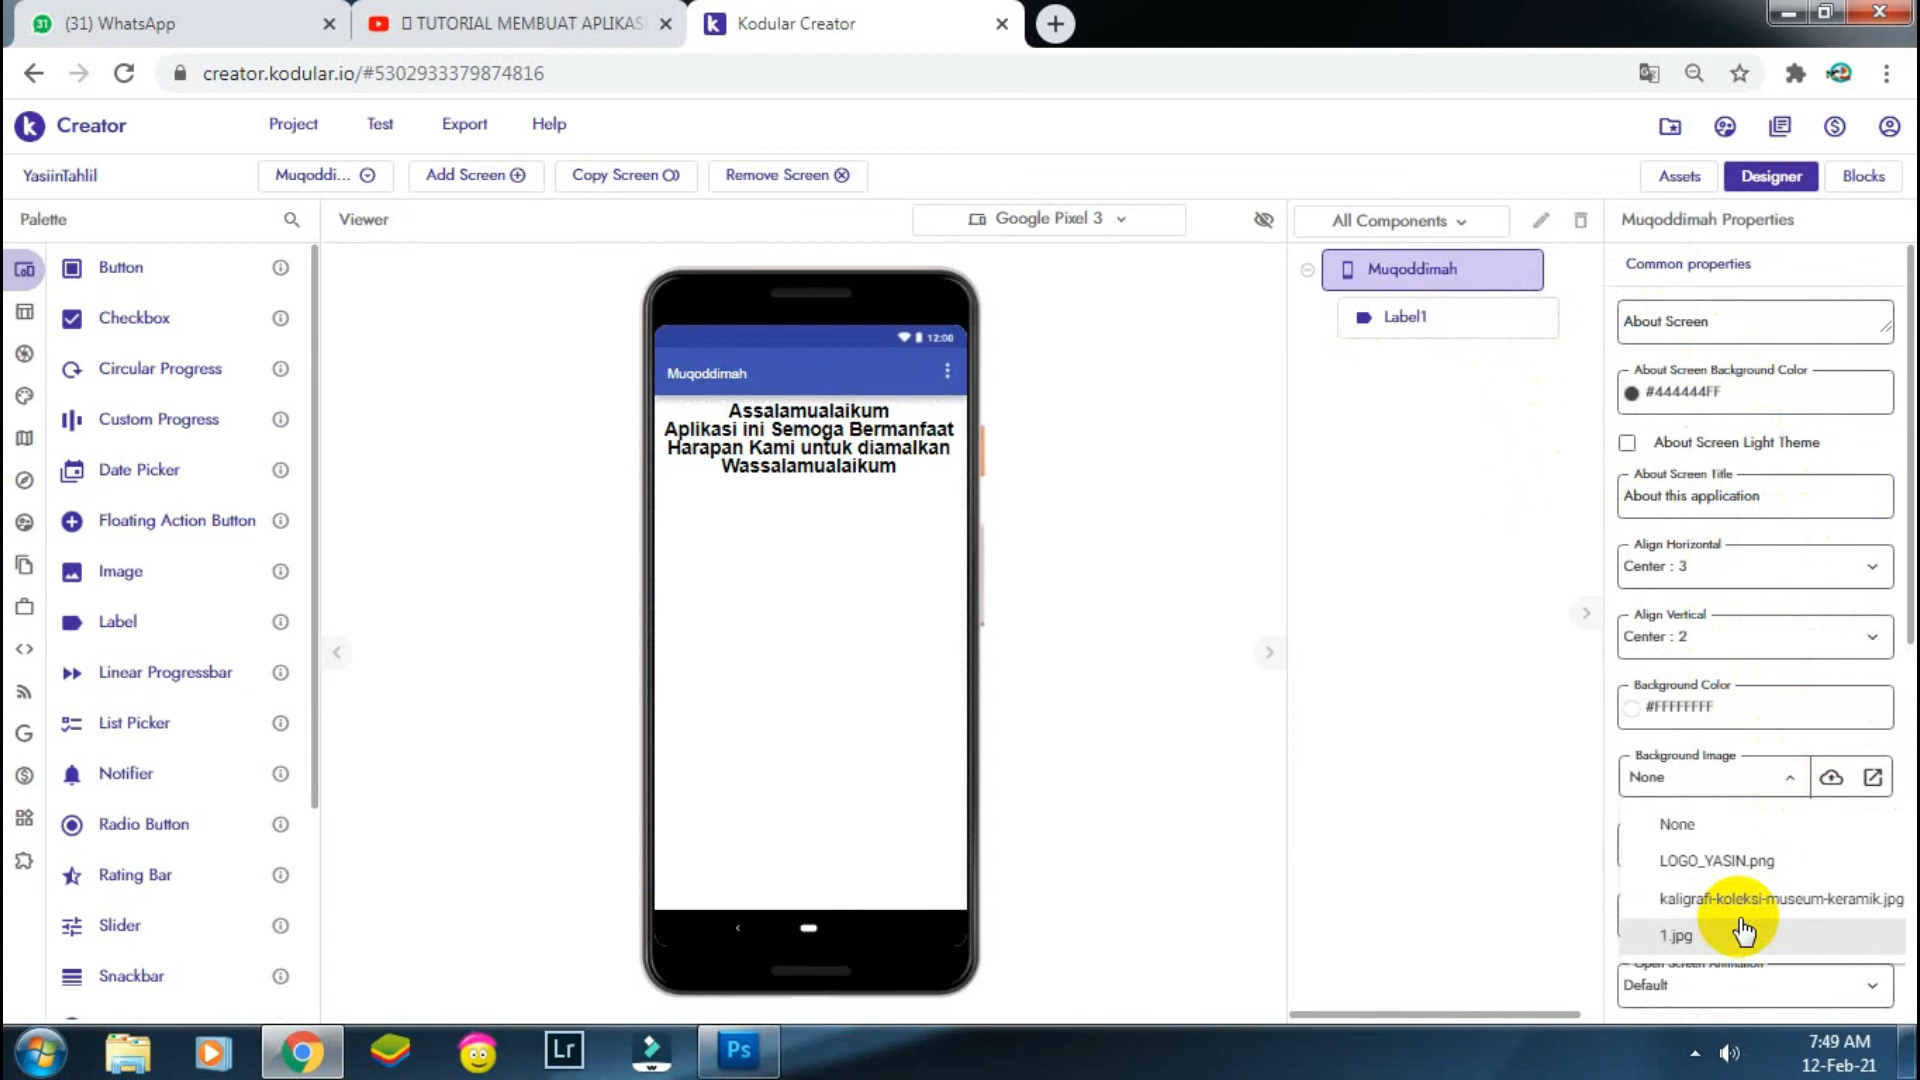 (31) WhatsApp
TUTORIAL MEMBUAT APLIKAS
Kodular Creator
creator.kodular.io/#5302933379874816
Creator
Project
Test
Export
Help
YasiinTahlil
Muqoddi...
Add Screen
Copy Screen
Remove Screen
Assets
Designer
Blocks
Palette
Viewer
Google Pixel 3
All Components
Muqoddimah Properties
Button
Checkbox
Circular Progress
Custom Progress
Date Picker
Floating Action Button
Image
Label
Linear Progressbar
List Picker
Notifier
Radio Button
Rating Bar
Slider
Snackbar
12:00
Muqoddimah
Assalamualaikum
Aplikasi ini Semoga Bermanfaat
Harapan Kami untuk diamalkan
Wassalamualaikum
Muqoddimah
Label1
Common properties
About Screen
About Screen Background Color
#444444FF
About Screen Light Theme
About Screen Title
About this application
Align Horizontal
Center : 3
Align Vertical
Center : 2
Background Color
#FFFFFFFF
Background Image
None
None
LOGO_YASIN.png
kaligrafi-koleksi-museum-keramik.jpg
1.jpg
Open Screen Animation
Default
Lr
Ps
7:49 AM
12-Feb-21